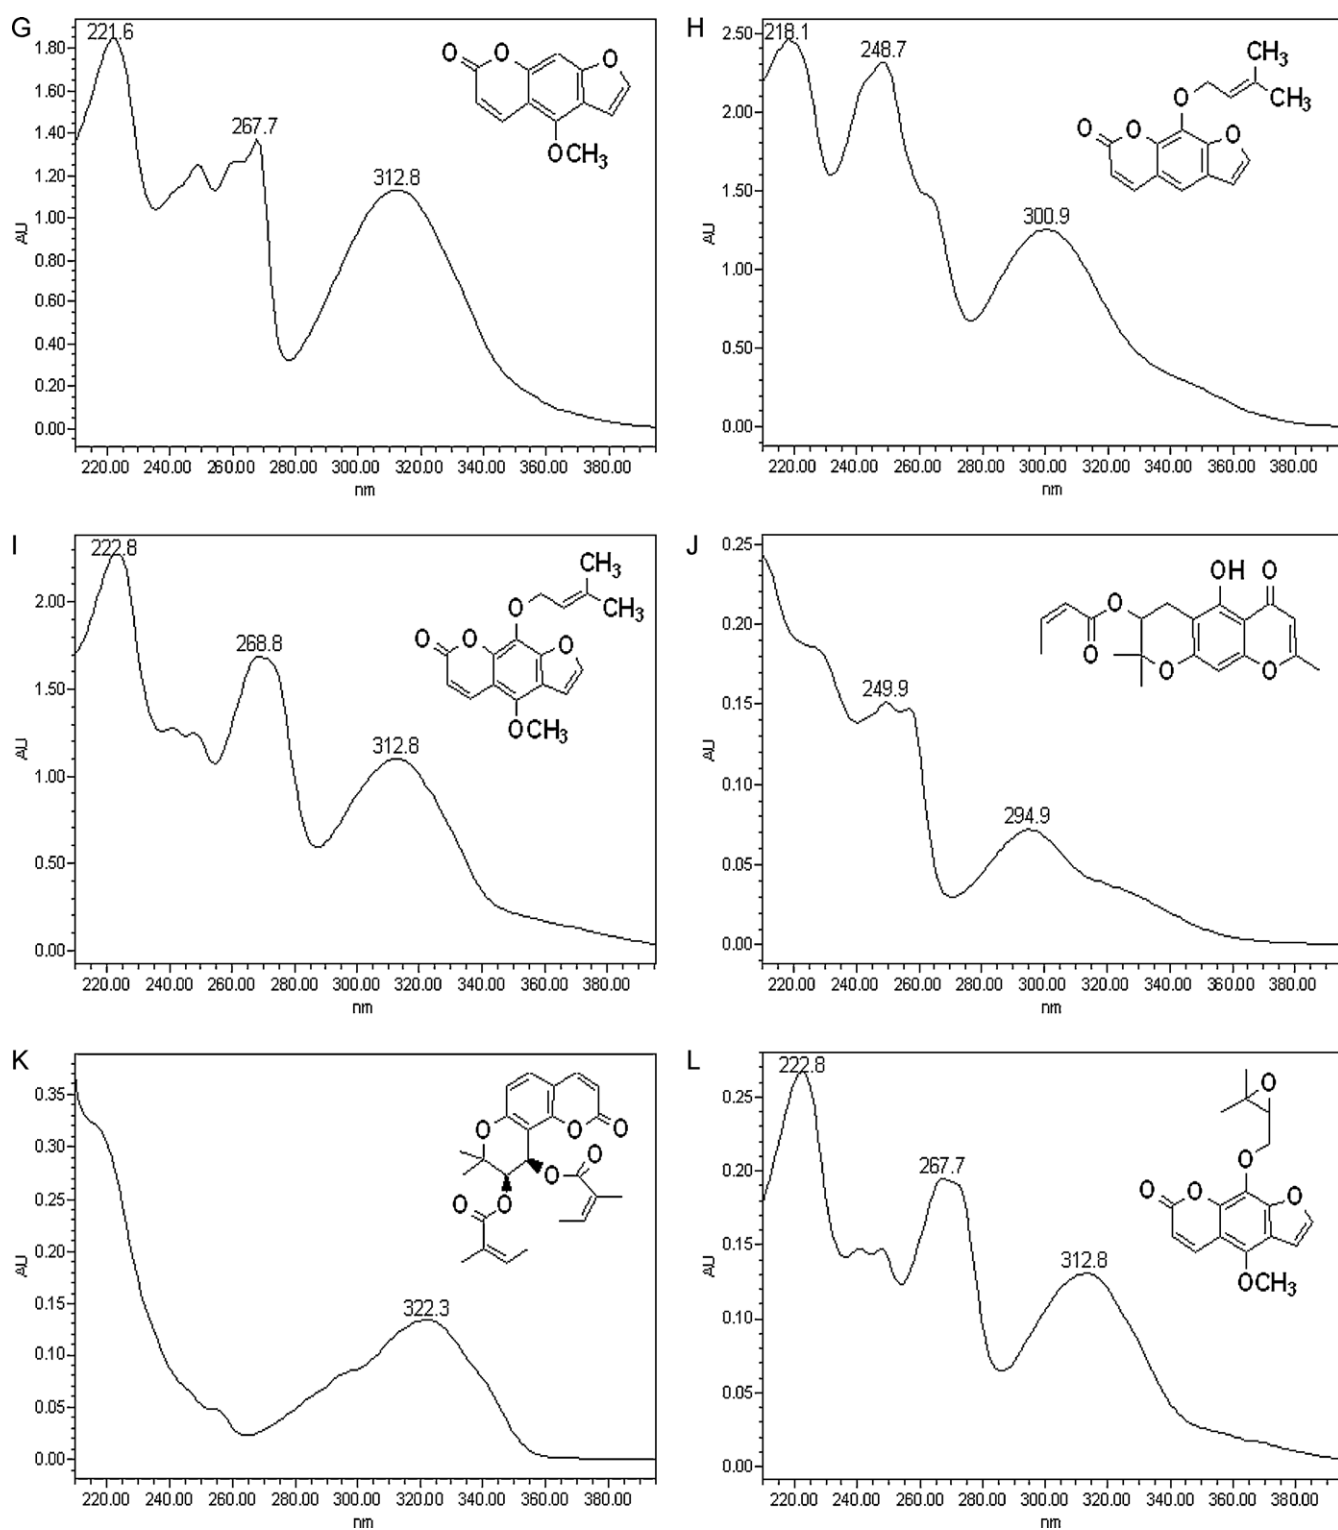 G
221.6
267.7
312.8
O
O
O
OCH3
AU
1.80
1.60
1.40
1.20
1.00
0.80
0.60
0.40
0.20
0.00
220.00 240.00 260.00 280.00 300.00 320.00 340.00 360.00 380.00
nm
H
218.1
248.7
300.9
CH3
CH3
O
O
O
O
AU
2.50
2.00
1.50
1.00
0.50
0.00
220.00 240.00 260.00 280.00 300.00 320.00 340.00 360.00 380.00
nm
I
222.8
268.8
312.8
CH3
CH3
O
O
O
O
OCH3
AU
2.00
1.50
1.00
0.50
0.00
220.00 240.00 260.00 280.00 300.00 320.00 340.00 360.00 380.00
nm
J
249.9
294.9
OH O
O
O
O
O
AU
0.25
0.20
0.15
0.10
0.05
0.00
220.00 240.00 260.00 280.00 300.00 320.00 340.00 360.00 380.00
nm
K
322.3
O
O
O
O
O
O
O
AU
0.35
0.30
0.25
0.20
0.15
0.10
0.05
0.00
220.00 240.00 260.00 280.00 300.00 320.00 340.00 360.00 380.00
nm
L
222.8
267.7
312.8
O
O
O
O
O
OCH3
AU
0.25
0.20
0.15
0.10
0.05
0.00
220.00 240.00 260.00 280.00 300.00 320.00 340.00 360.00 380.00
nm